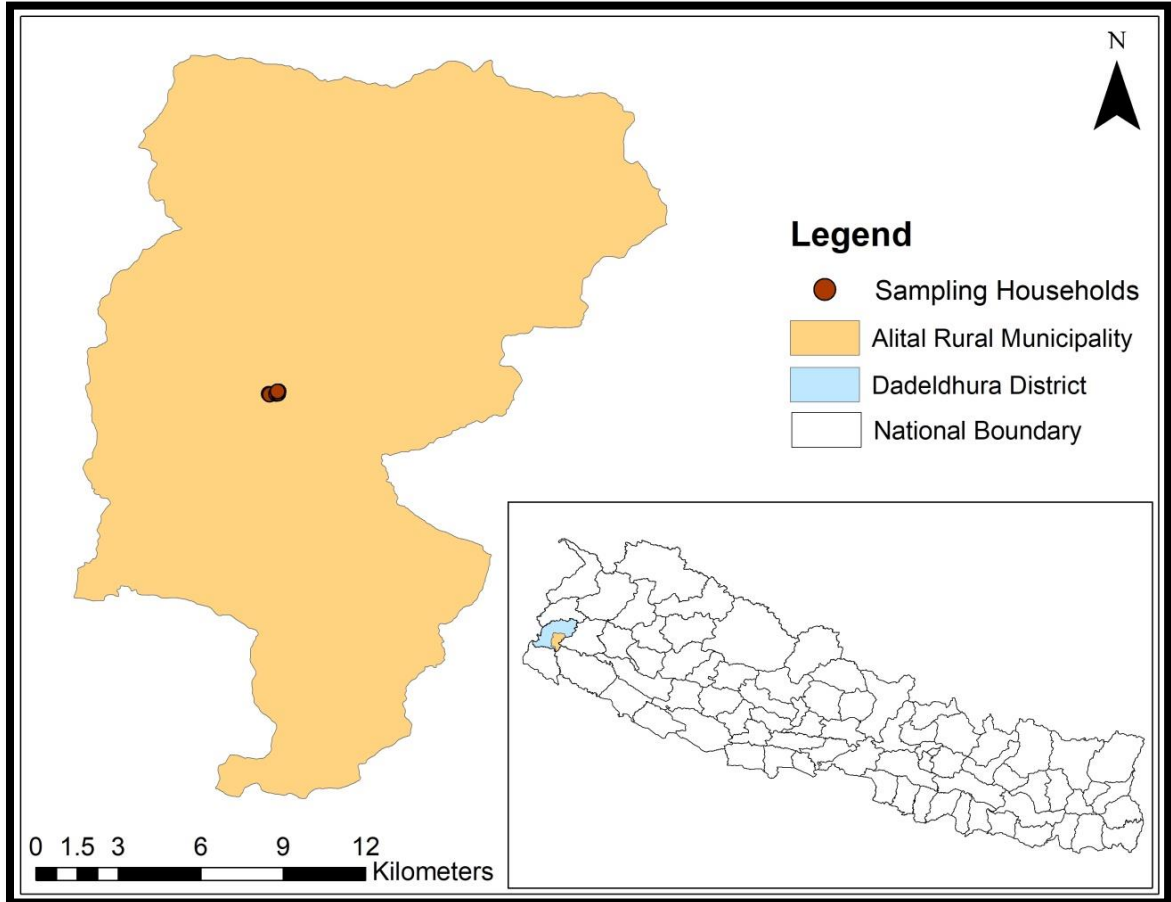 N
Legend
Sampling Households
Alital Rural Municipality
Dadeldhura District
National Boundary
0 1.5 3 6 9 12
Kilometers